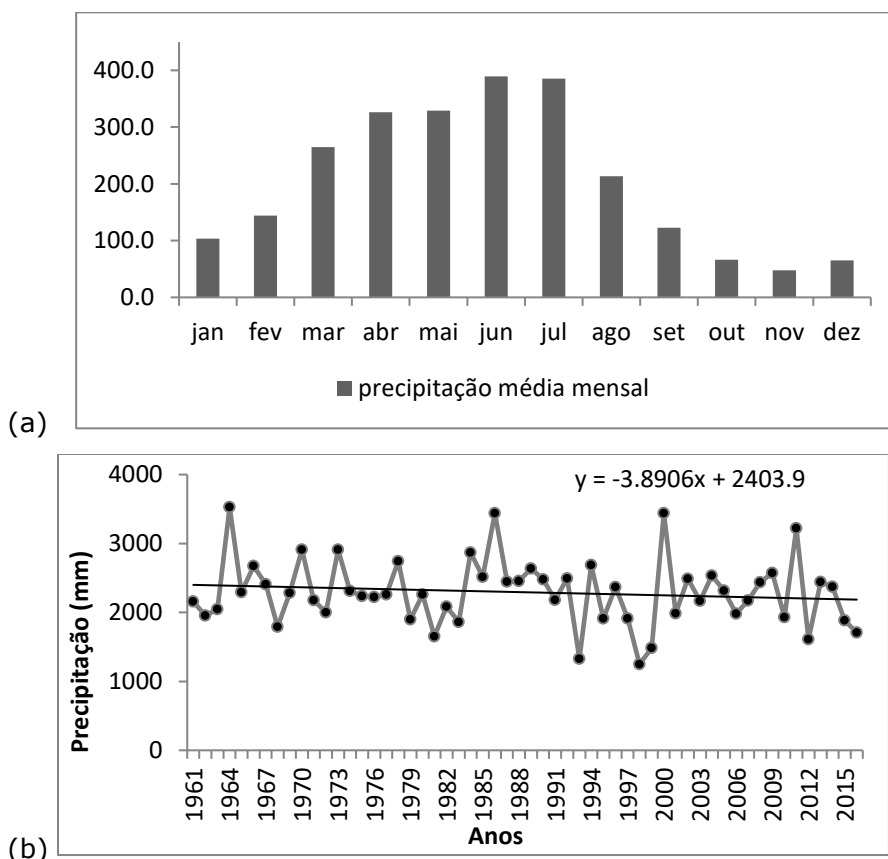 400.0
300.0
200.0
100.0
0.0
jan fev mar abr mai jun jul ago set out nov dez
precipitação média mensal
(a)
y = -3.8906x + 2403.9
Precipitação (mm)
4000
3000
2000
1000
0
1961 1964 1967 1970 1973 1976 1979 1982 1985 1988 1991 1994 1997 2000 2003 2006 2009 2012 2015
Anos
(b)